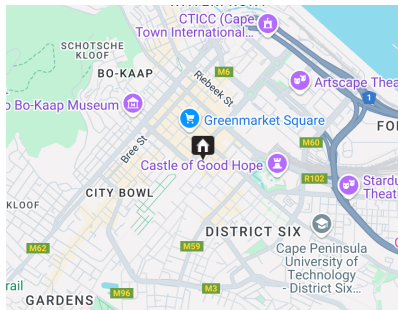 CTICC (Cape
Town International...
SCHOTSCHE
KLOOF
BO-KAAP
M6
Riebeek St
Artscape Thea
1
o Bo-Kaap Museum
Greenmarket Square
FO
Bree St
M60
Castle of Good Hope
R102
Stardu
Theat
CITY BOWL
KLOOF
DISTRICT SIX
M62
M59
Cape Peninsula
University of
Technology
- District Six...
rail
M96
M3
GARDENS